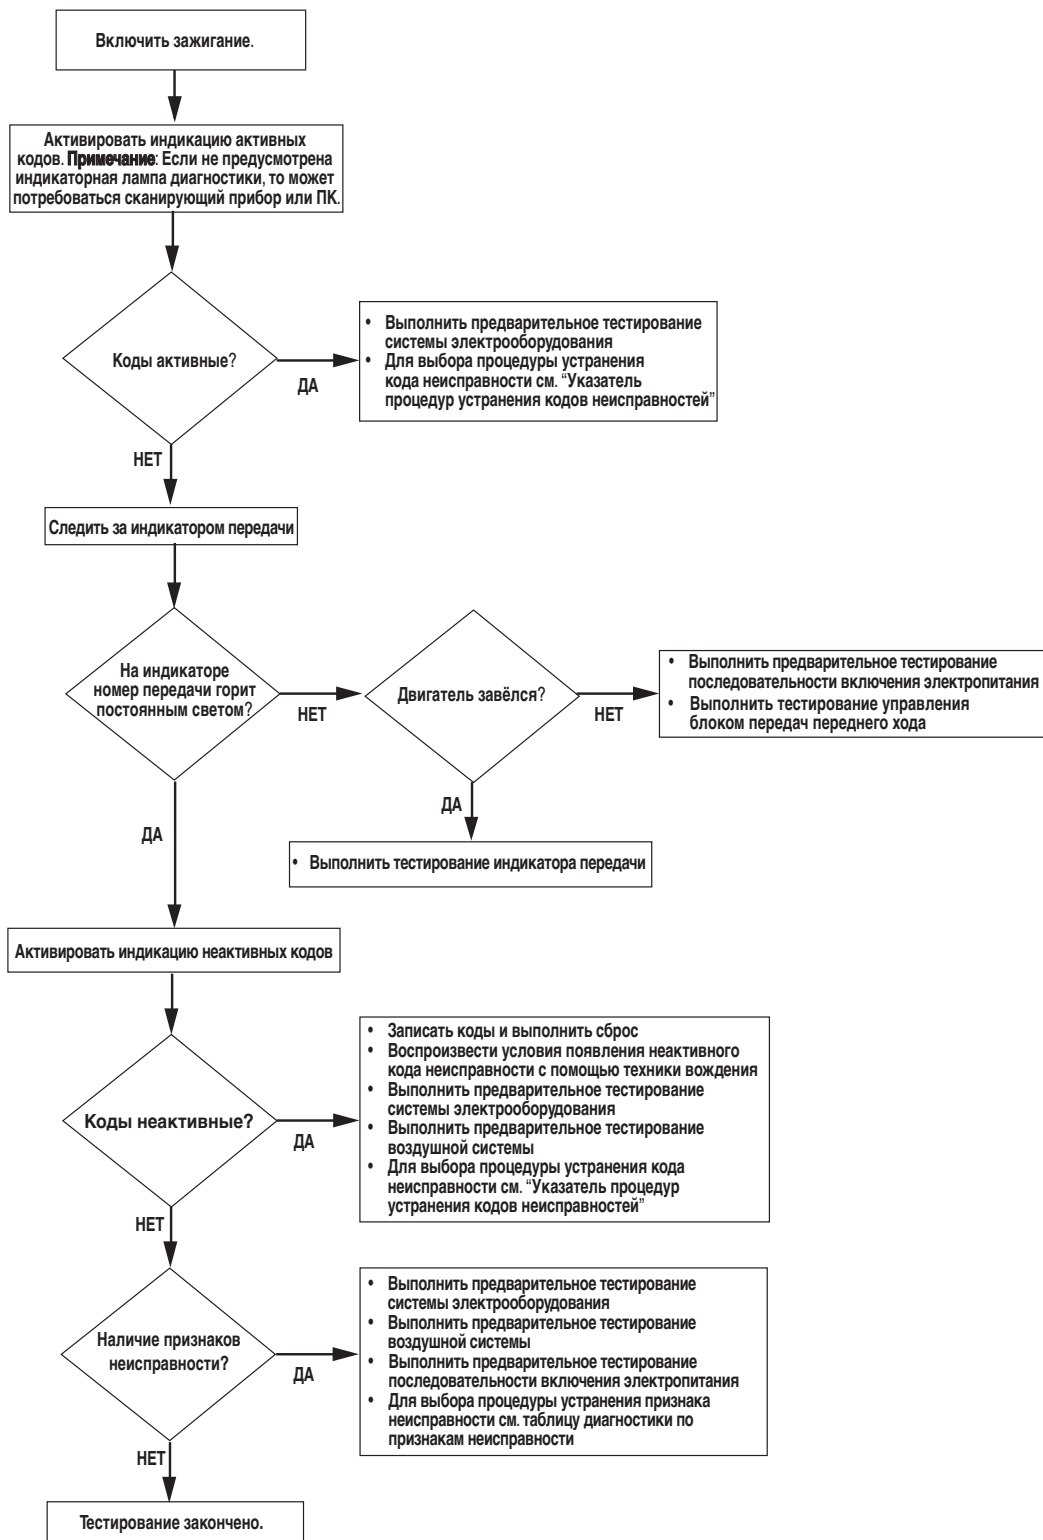 Включить зажигание.
Активировать индикацию активных
кодов. Примечание: Если не предусмотрена
индикаторная лампа диагностики, то может
потребоваться сканирующий прибор или ПК.
Коды активные?
ДА
• Выполнить предварительное тестирование
системы электрооборудования
• Для выбора процедуры устранения
кода неисправности см. “Указатель
процедур устранения кодов неисправностей”
НЕТ
Следить за индикатором передачи
На индикаторе
номер передачи горит
постоянным светом?
НЕТ
Двигатель завёлся?
НЕТ
• Выполнить предварительное тестирование
последовательности включения электропитания
• Выполнить тестирование управления
блоком передач переднего хода
ДА
• Выполнить тестирование индикатора передачи
ДА
Активировать индикацию неактивных кодов
Коды неактивные?
ДА
• Записать коды и выполнить сброс
• Воспроизвести условия появления неактивного
кода неисправности с помощью техники вождения
• Выполнить предварительное тестирование
системы электрооборудования
• Выполнить предварительное тестирование
воздушной системы
• Для выбора процедуры устранения кода
неисправности см. “Указатель процедур
устранения кодов неисправностей”
НЕТ
Наличие признаков
неисправности?
ДА
• Выполнить предварительное тестирование
системы электрооборудования
• Выполнить предварительное тестирование
воздушной системы
• Выполнить предварительное тестирование
последовательности включения электропитания
• Для выбора процедуры устранения признака
неисправности см. таблицу диагностики по
признакам неисправности
НЕТ
Тестирование закончено.